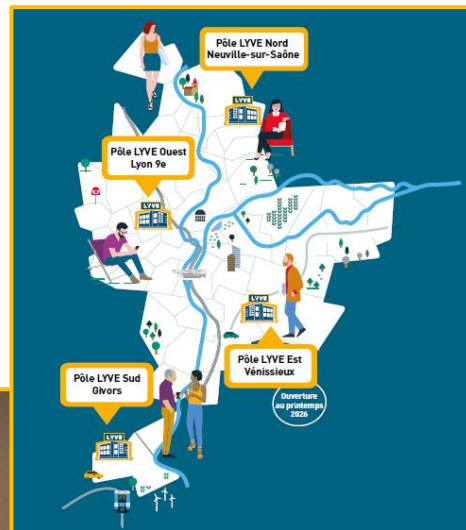 Pôle LYVE Nord
Neuville-sur-Saône
LYVE
Pôle LYVE Ouest
Lyon 9e
LYVE
LYVE
Pôle LYVE Est
Vénissieux
Ouverture
au printemps
2026
Pôle LYVE Sud
Givors
LYVE